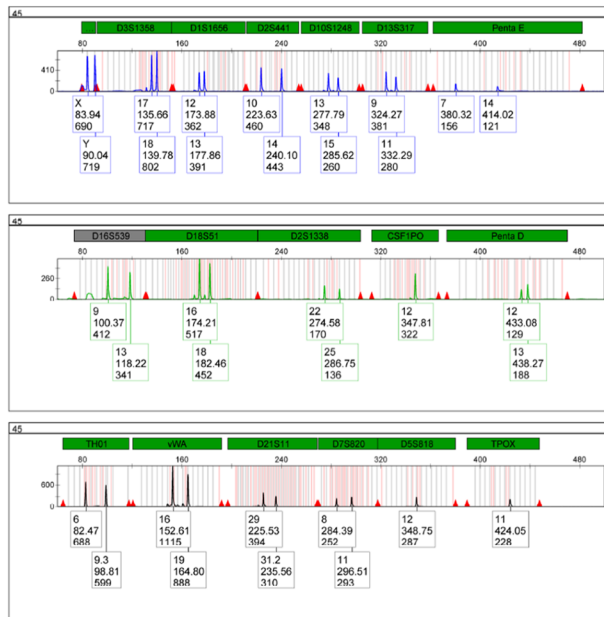 45
D3S1358 D1S1656 D2S441 D10S1248 D13S317 Penta E
80 160 240 320 400 480
410
0
X 17 12 10 13 9 7 14
83.94 135.66 173.88 223.63 277.79 324.27 380.32 414.02
690 717 362 460 348 381 156 121
Y 18 13 14 15 11
90.04 139.78 177.86 240.10 285.62 332.29
719 802 391 443 260 280
45
D16S539 D18S51 D2S1338 CSF1PO Penta D
80 160 240 320 400 480
260
0
9 16 22 12 12
100.37 174.21 274.58 347.81 433.08
412 517 170 322 129
13 18 25 13
118.22 182.46 286.75 438.27
341 452 136 188
45
TH01 vWA D21S11 D7S820 D5S818 TPOX
80 160 240 320 400 480
600
0
6 16 29 8 12 11
82.47 152.61 225.53 284.39 348.75 424.05
688 1115 394 252 287 228
9.3 19 31.2 11
98.81 164.80 235.56 296.51
599 888 310 293